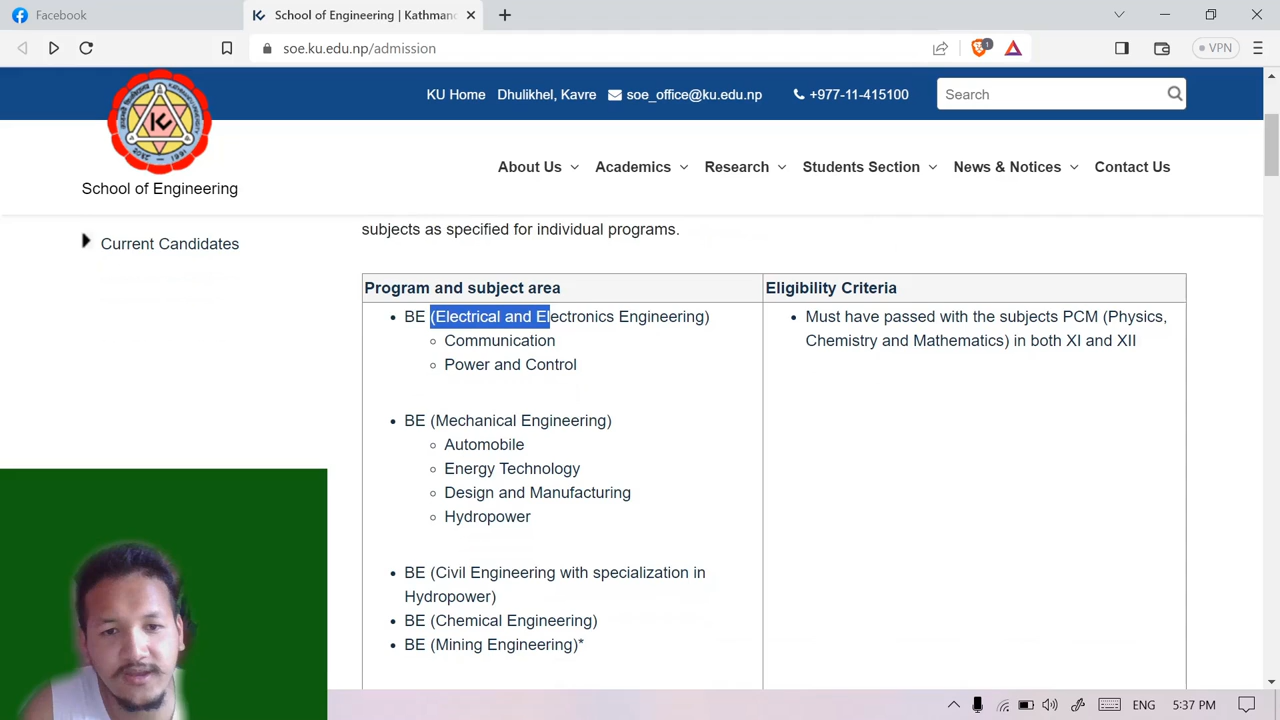 Facebook
School of Engineering | Kathmand
soe.ku.edu.np/admission
1
VPN
KU Home Dhulikhel, Kavre soe_office@ku.edu.np +977-11-415100 Search
School of Engineering
About Us Academics Research Students Section News & Notices Contact Us
Current Candidates
subjects as specified for individual programs.
Program and subject area
Eligibility Criteria
BE (Electrical and Electronics Engineering)
Communication
Power and Control
BE (Mechanical Engineering)
Automobile
Energy Technology
Design and Manufacturing
Hydropower
BE (Civil Engineering with specialization in
Hydropower)
BE (Chemical Engineering)
BE (Mining Engineering)*
Must have passed with the subjects PCM (Physics,
Chemistry and Mathematics) in both XI and XII
ENG 5:37 PM